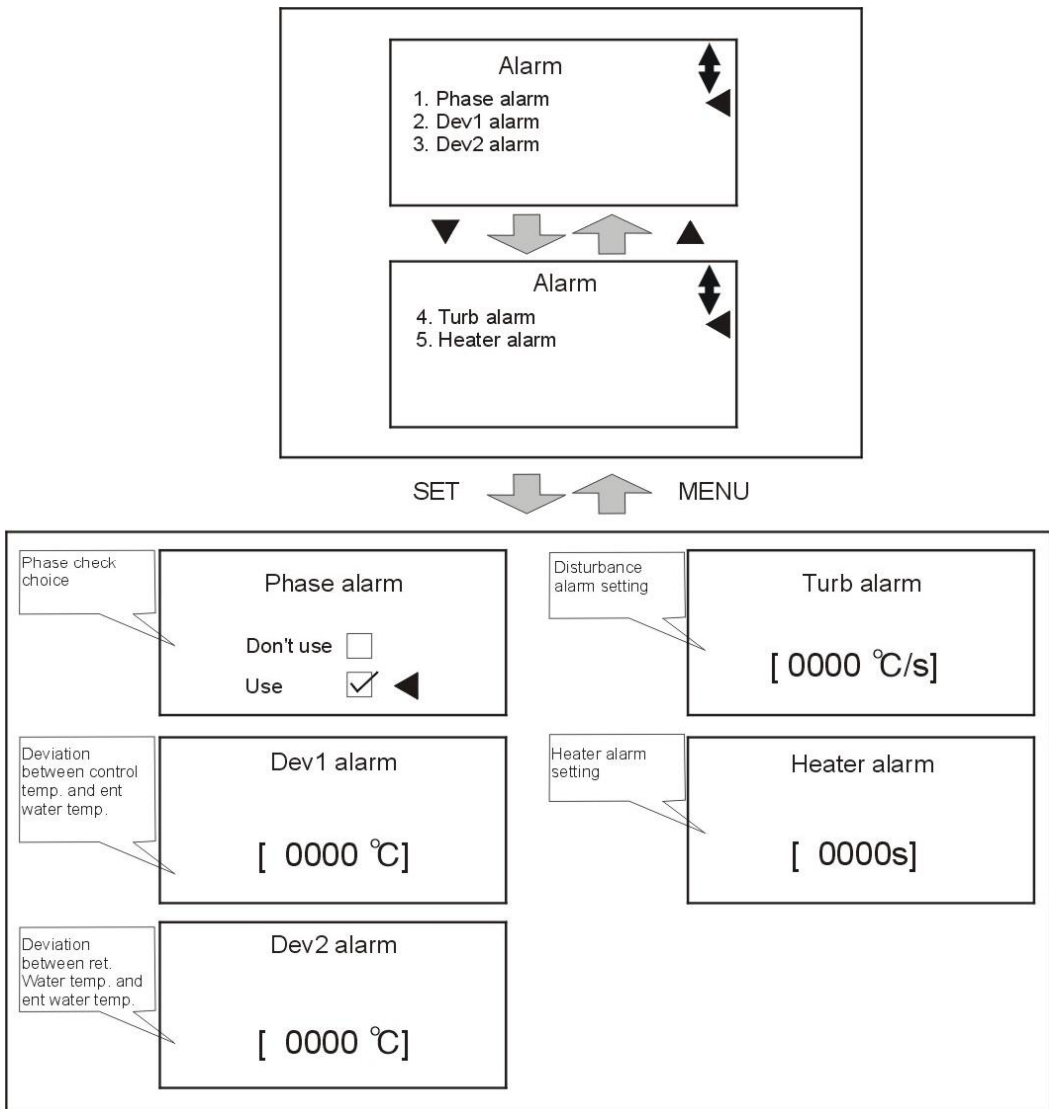 Alarm
1. Phase alarm
2. Dev1 alarm
3. Dev2 alarm
Alarm
4. Turb alarm
5. Heater alarm
SET
MENU
Phase check
choice
Phase alarm
Don't use
Use
Disturbance
alarm setting
Turb alarm
[ 0000 ℃/s]
Deviation
between control
temp. and ent
water temp.
Dev1 alarm
[ 0000 ℃]
Heater alarm
setting
Heater alarm
[ 0000s]
Deviation
between ret.
Water temp. and
ent water temp.
Dev2 alarm
[ 0000 ℃]